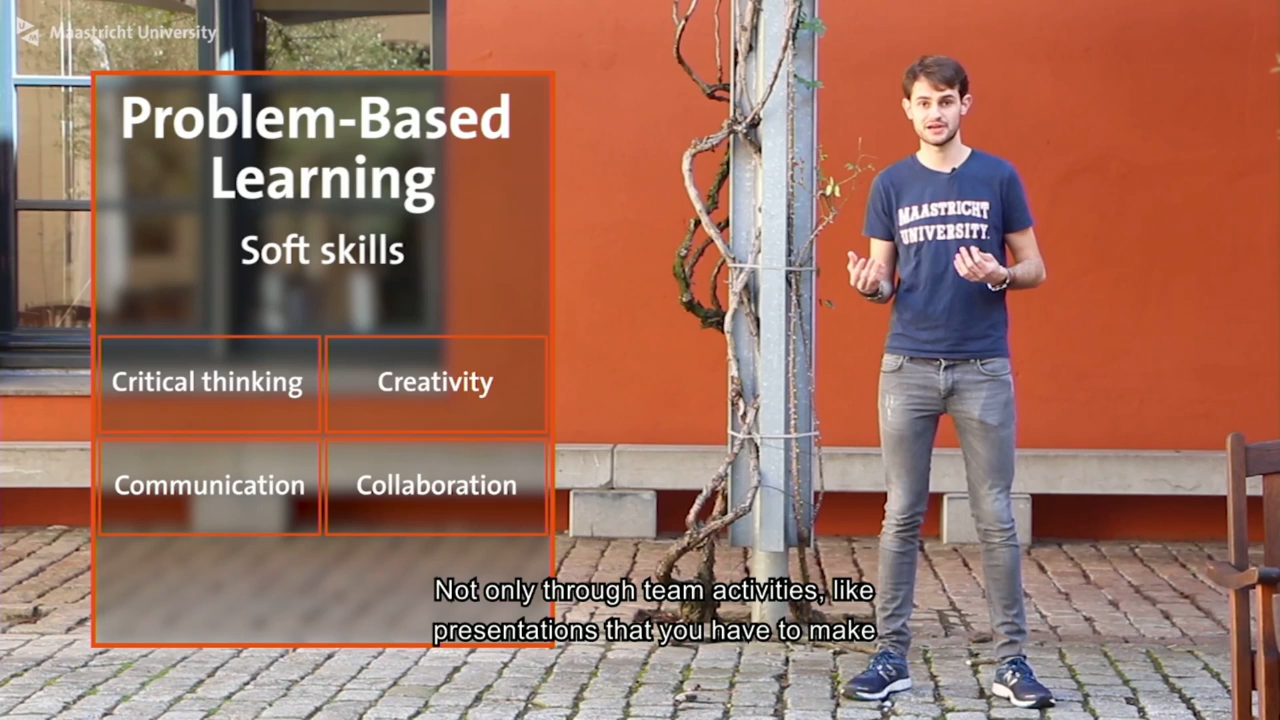 Maastricht University
Problem-Based
Learning
Soft skills
Critical thinking
Creativity
Communication
Collaboration
MAASTRICHT
UNIVERSITY.
Not only through team activities, like
presentations that you have to make